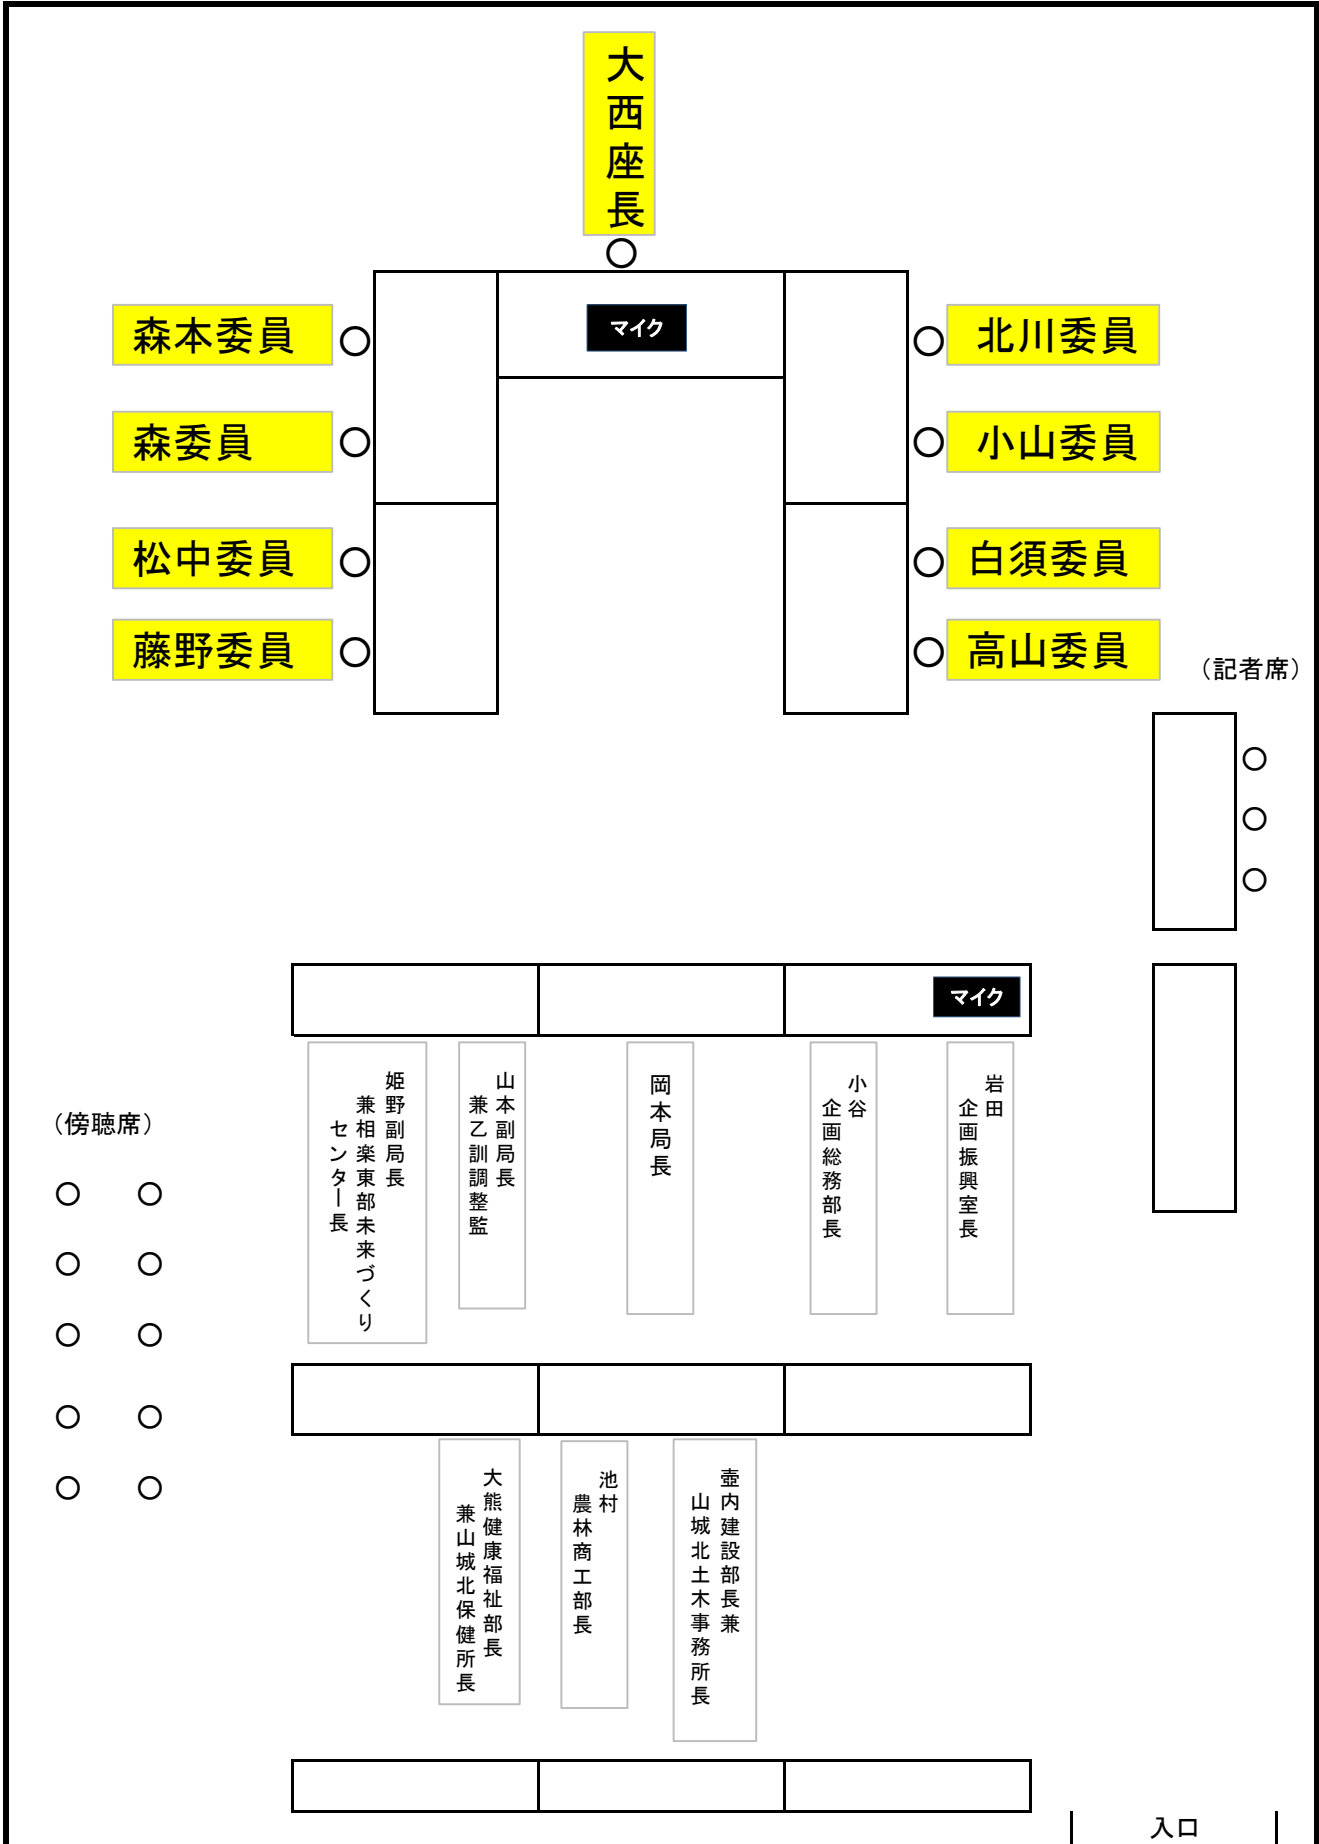 大西座長
マイク
森本委員
北川委員
森委員
小山委員
松中委員
白須委員
藤野委員
高山委員
（記者席）
マイク
姫野副局長
兼相楽東部未来づくり
センター長
山本副局長
兼乙訓調整監
岡本局長
小谷
企画総務部長
岩田
企画振興室長
（傍聴席）
大熊健康福祉部長
兼山城北保健所長
池村
農林商工部長
壺内建設部長兼
山城北土木事務所長
入口